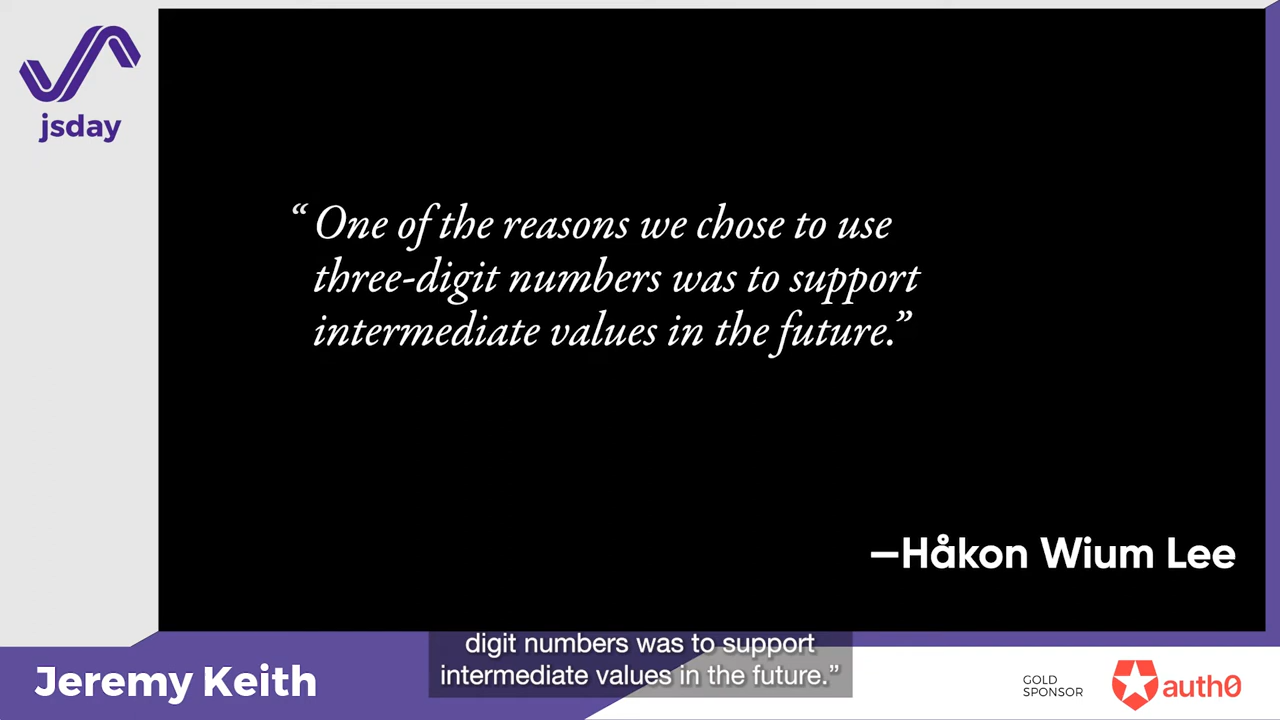 jsday
“ One of the reasons we chose to use
three-digit numbers was to support
intermediate values in the future.”
—Håkon Wium Lee
digit numbers was to support
intermediate values in the future.”
Jeremy Keith
GOLD
SPONSOR
auth0